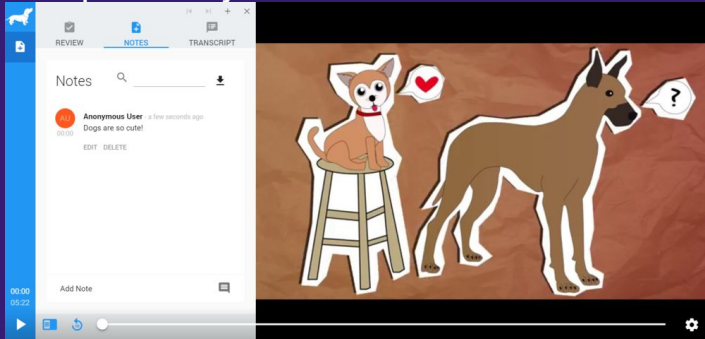 REVIEW
NOTES
TRANSCRIPT
Notes
AU
Anonymous User - a few seconds ago
00:00
Dogs are so cute!
EDIT DELETE
?
Add Note
00:00
05:22